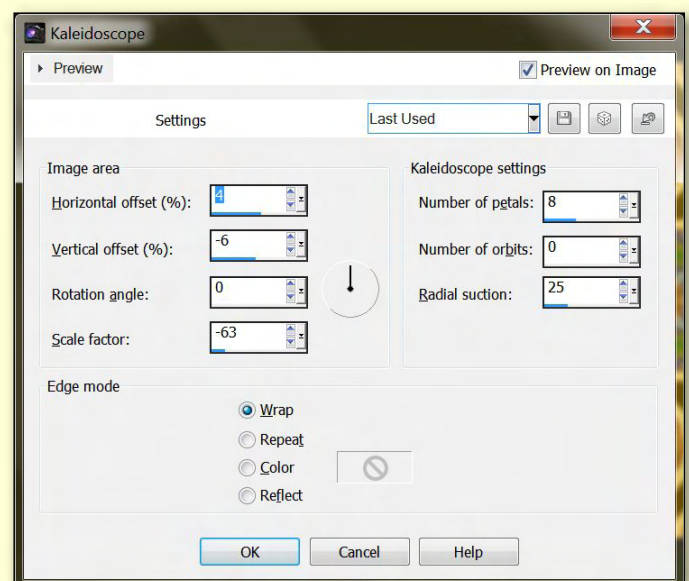 Kaleidoscope
X
Preview
Preview on Image
Settings
Last Used
Image area
Horizontal offset (%): 4
Vertical offset (%): -6
Rotation angle: 0
Scale factor: -63
Kaleidoscope settings
Number of petals: 8
Number of orbits: 0
Radial suction: 25
Edge mode
Wrap
Repeat
Color
Reflect
OK Cancel Help